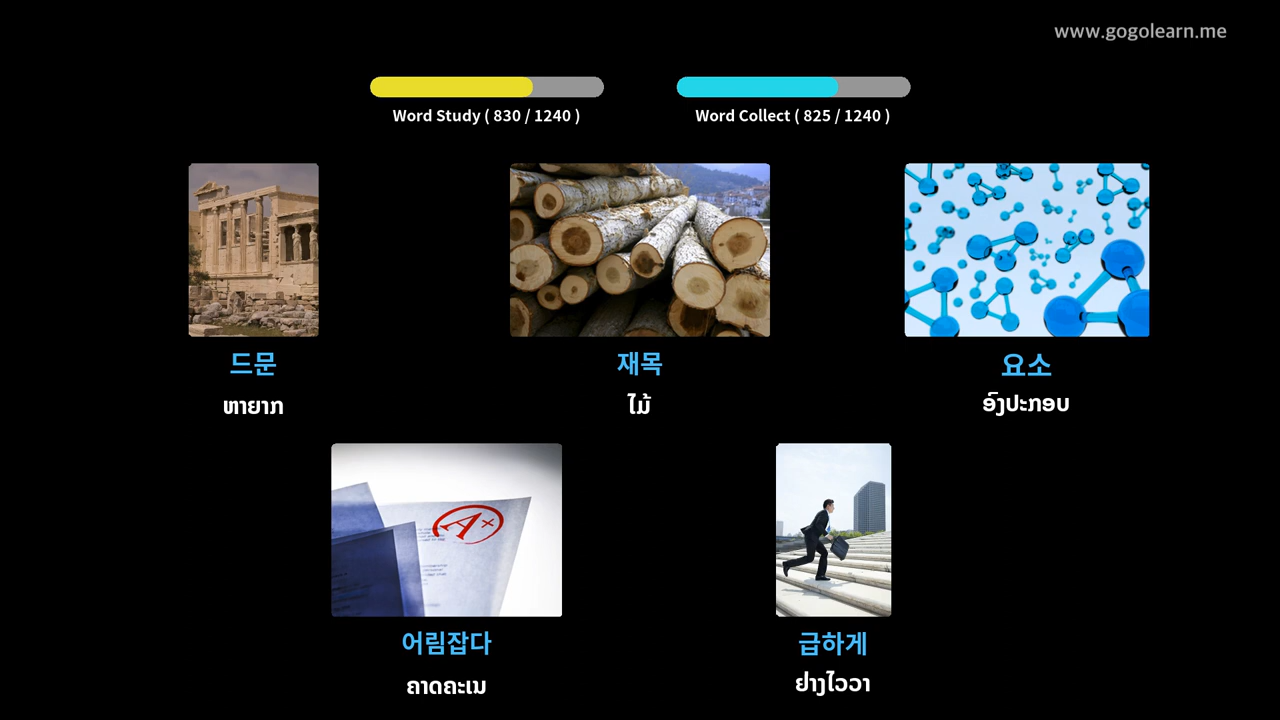 www.gogolearn.me
Word Study ( 830 / 1240 )
Word Collect ( 825 / 1240 )
드문
재목
요소
ຫາຍາກ
ໄມ້
ອົງປະກອບ
A+
어림잡다
급하게
ຄາດຄະເນ
ຢ່າງໄວວາ